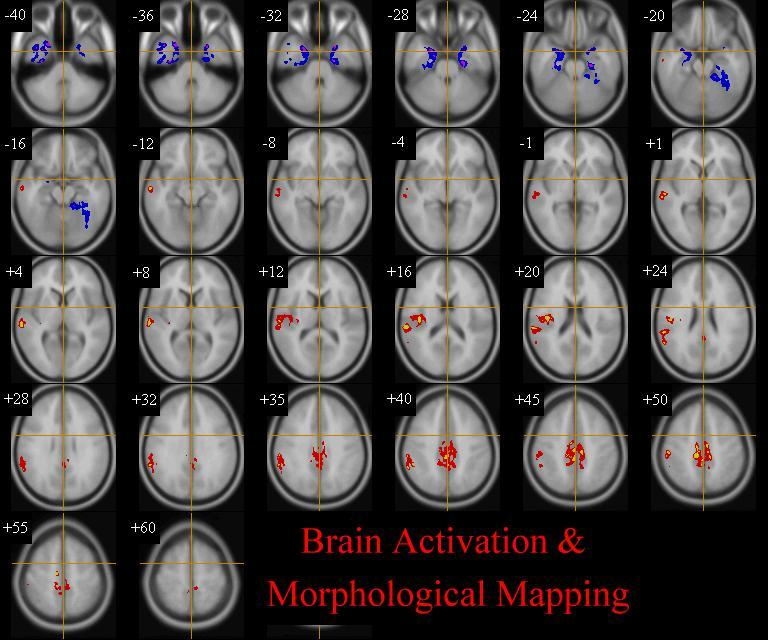 -40 -36 -32 -28 -24 -20
-16 -12 -8 -4 -1 +1
+4 +8 +12 +16 +20 +24
+28 +32 +35 +40 +45 +50
+55 +60
Brain Activation &
Morphological Mapping